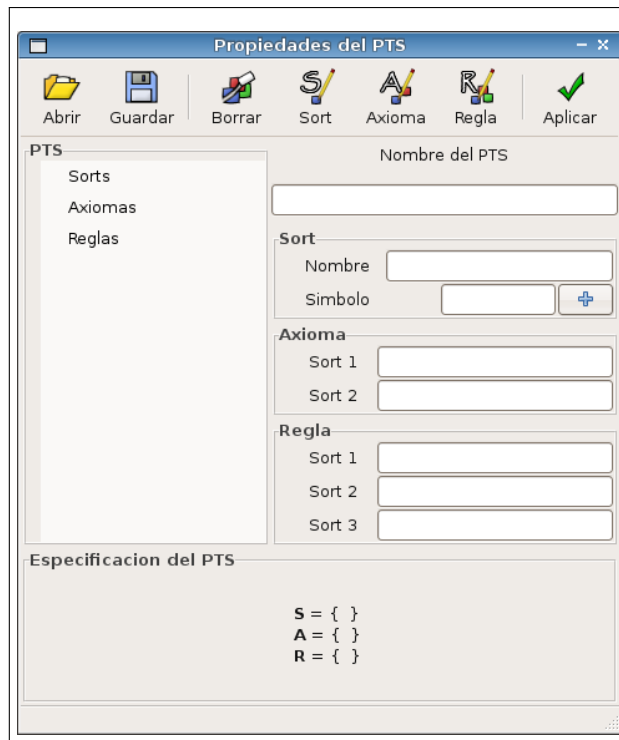 Propiedades del PTS
Abrir Guardar Borrar Sort Axioma Regla Aplicar
PTS
Sorts
Axiomas
Reglas
Nombre del PTS
Sort
Nombre
Simbolo
Axioma
Sort 1
Sort 2
Regla
Sort 1
Sort 2
Sort 3
Especificacion del PTS
S = { }
A = { }
R = { }